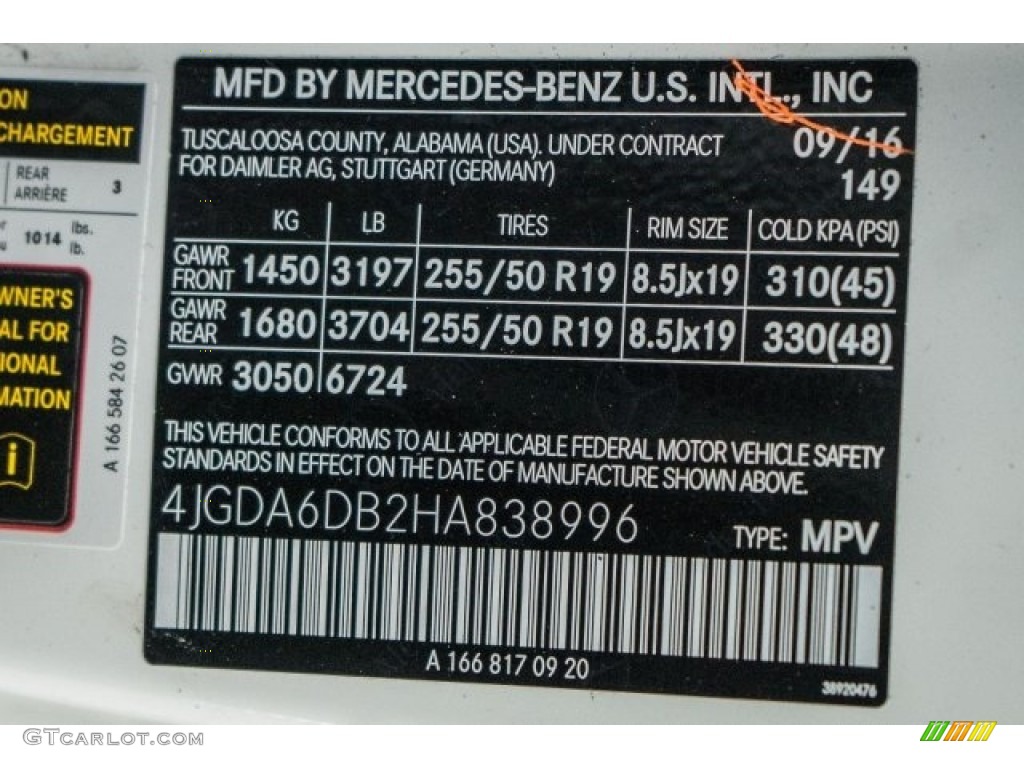 MFD BY MERCEDES-BENZ U.S. INTL., INC
TUSCALOOSA COUNTY, ALABAMA (USA). UNDER CONTRACT
FOR DAIMLER AG, STUTTGART (GERMANY)
09/16
149
KG LB TIRES RIM SIZE COLD KPA (PSI)
GAWR FRONT 1450 3197 255/50 R19 8.5Jx19 310(45)
GAWR REAR 1680 3704 255/50 R19 8.5Jx19 330(48)
GVWR 3050 6724
THIS VEHICLE CONFORMS TO ALL APPLICABLE FEDERAL MOTOR VEHICLE SAFETY
STANDARDS IN EFFECT ON THE DATE OF MANUFACTURE SHOWN ABOVE.
4JGDA6DB2HA838996
TYPE: MPV
A 166 817 09 20
38920476
ON
CHARGEMENT
REAR
ARRIÈRE 3
1014 lbs.
lb.
WNER'S
AL FOR
IONAL
MATION
i
A 166 584 26 07
GTCarlot.com